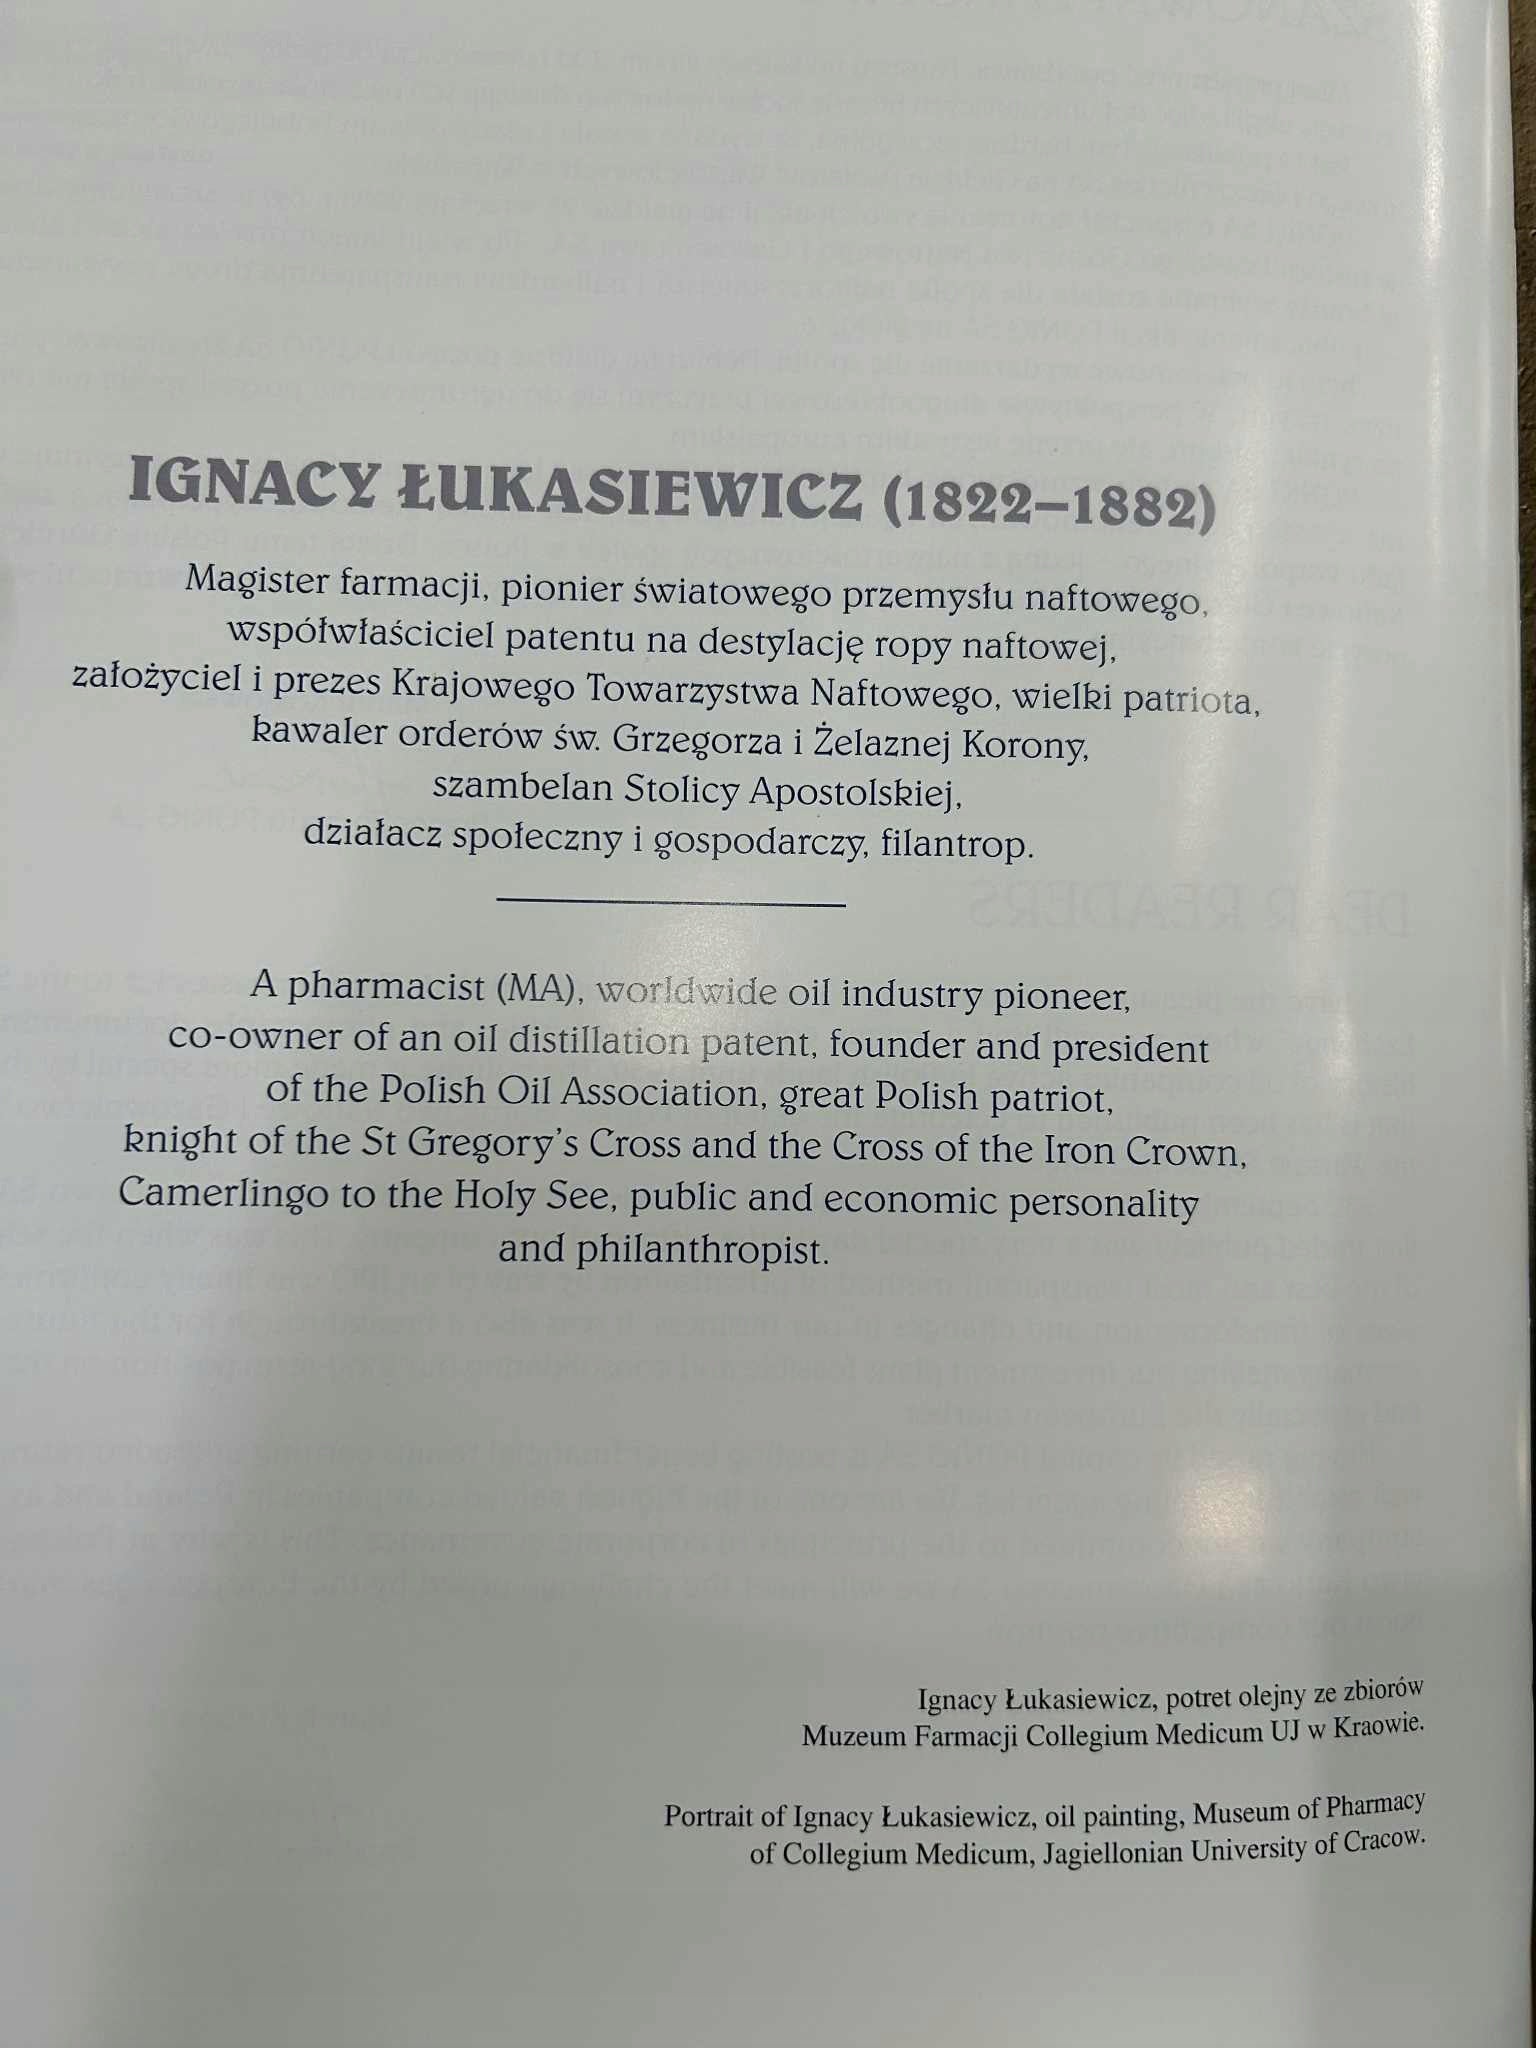 IGNACY ŁUKASIEWICZ (1822–1882)
Magister farmacji, pionier światowego przemysłu naftowego,
współwłaściciel patentu na destylację ropy naftowej,
założyciel i prezes Krajowego Towarzystwa Naftowego, wielki patriota,
kawaler orderów św. Grzegorza i Żelaznej Korony,
szambelan Stolicy Apostolskiej,
działacz społeczny i gospodarczy, filantrop.
A pharmacist (MA), worldwide oil industry pioneer,
co-owner of an oil distillation patent, founder and president
of the Polish Oil Association, great Polish patriot,
knight of the St Gregory's Cross and the Cross of the Iron Crown,
Camerlingo to the Holy See, public and economic personality
and philanthropist.
Ignacy Łukasiewicz, potret olejny ze zbiorów
Muzeum Farmacji Collegium Medicum UJ w Kraowie.
Portrait of Ignacy Łukasiewicz, oil painting, Museum of Pharmacy
of Collegium Medicum, Jagiellonian University of Cracow.